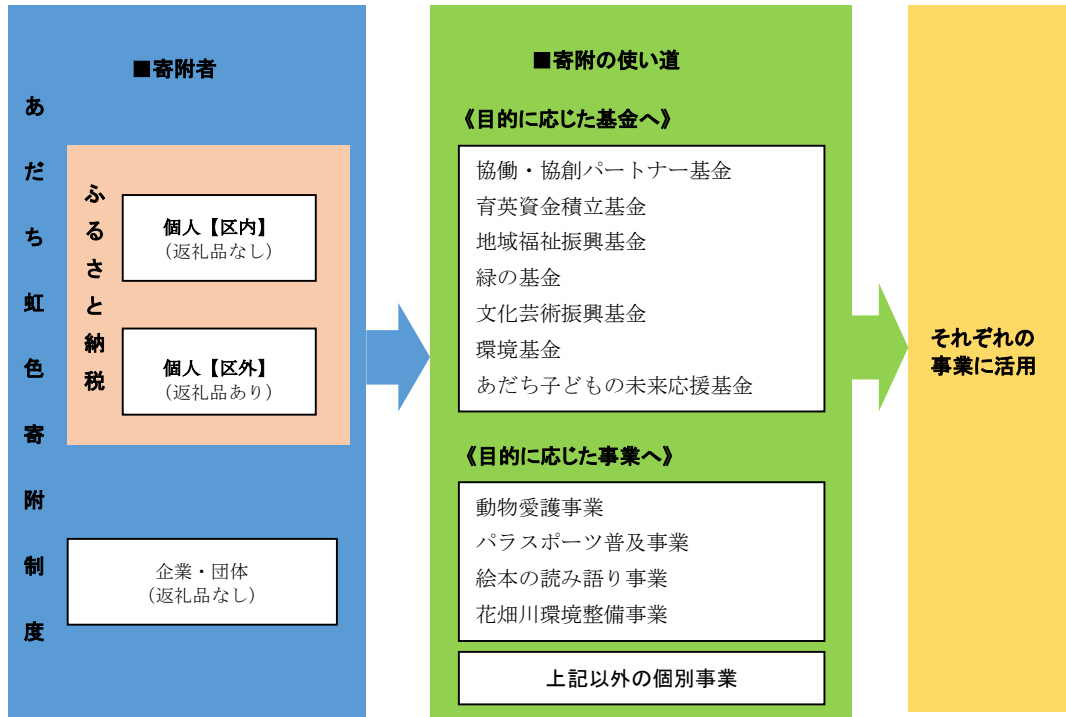 あだち虹色寄附制度
■寄附者
ふるさと納税
個人【区内】
(返礼品なし)
個人【区外】
(返礼品あり)
企業・団体
(返礼品なし)
■寄附の使い道
《目的に応じた基金へ》
協働・協創パートナー基金
育英資金積立基金
地域福祉振興基金
緑の基金
文化芸術振興基金
環境基金
あだち子どもの未来応援基金
《目的に応じた事業へ》
動物愛護事業
パラスポーツ普及事業
絵本の読み語り事業
花畑川環境整備事業
上記以外の個別事業
それぞれの
事業に活用